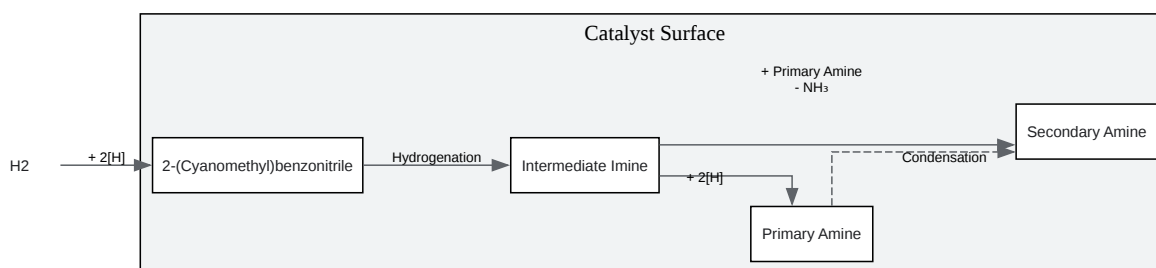 Catalyst Surface
+ Primary Amine
- NH₃
Secondary Amine
H2
+ 2[H]
2-(Cyanomethyl)benzonitrile
Hydrogenation
Intermediate Imine
Condensation
+ 2[H]
Primary Amine